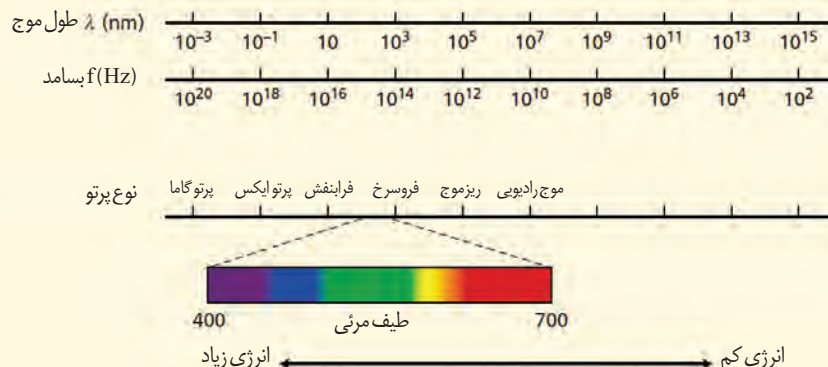 طول موج λ (nm)
10⁻³ 10⁻¹ 10 10³ 10⁵ 10⁷ 10⁹ 10¹¹ 10¹³ 10¹⁵
بسامد f(Hz)
10²⁰ 10¹⁸ 10¹⁶ 10¹⁴ 10¹² 10¹⁰ 10⁸ 10⁶ 10⁴ 10²
نوع پرتو
پرتو گاما پرتو ایکس فرابنفش فروسرخ ریزموج موج رادیویی
400 طیف مرئی 700
انرژی زیاد انرژی کم